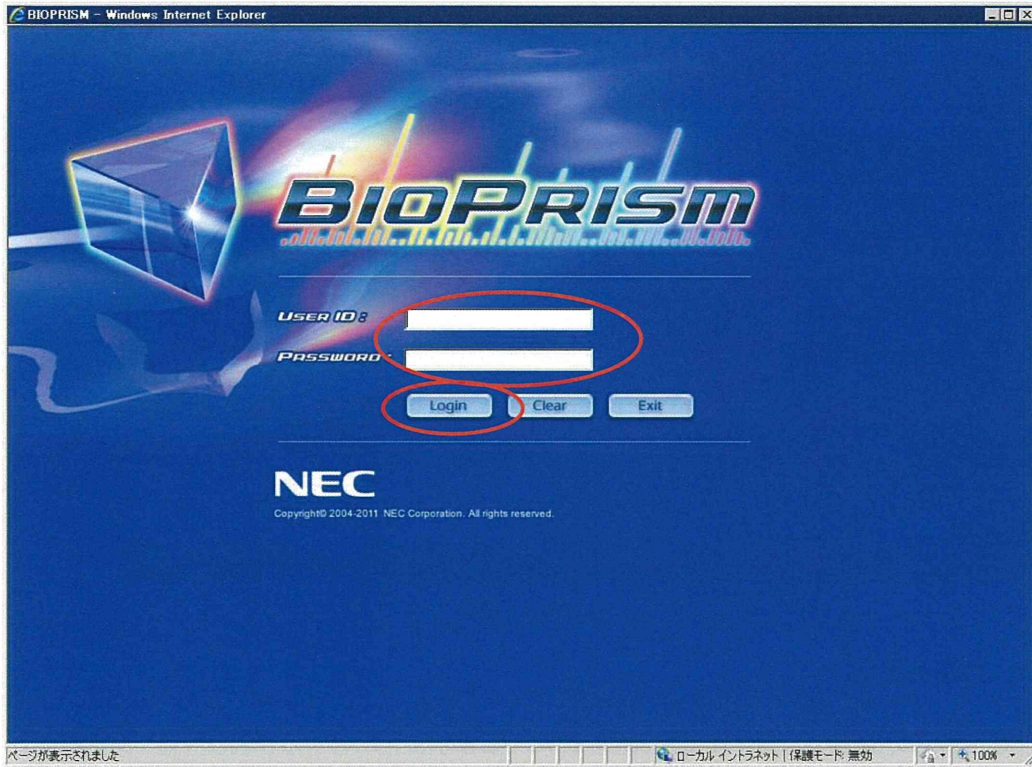 BIOPRISM - Windows Internet Explorer
BIOPRISM
USER ID :
PASSWORD :
Login Clear Exit
NEC
Copyright© 2004-2011 NEC Corporation. All rights reserved.
ページが表示されました ローカル イントラネット | 保護モード: 無効 100%